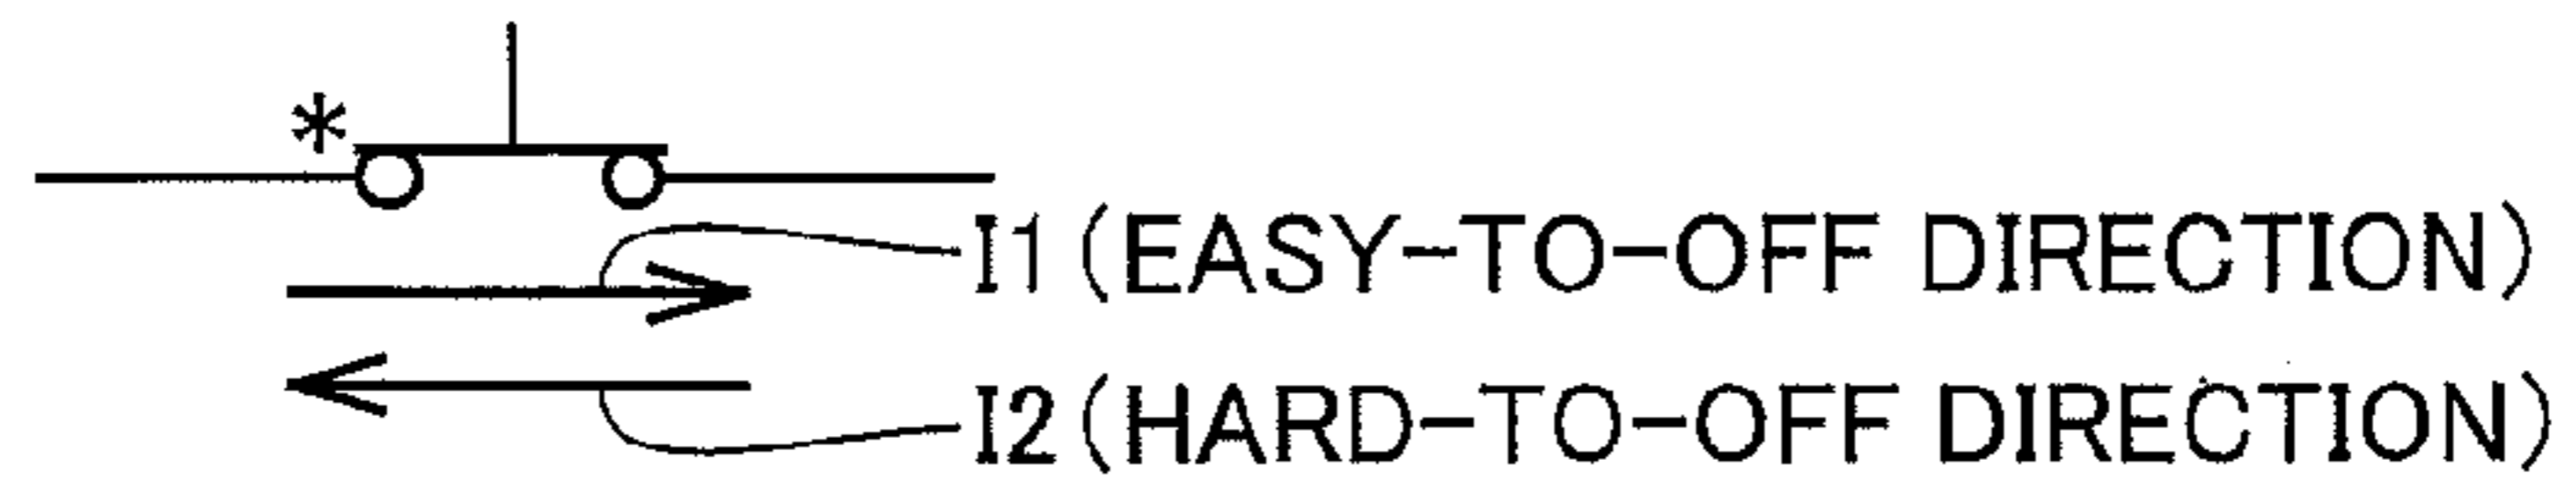 *
I1(EASY-TO-OFF DIRECTION)
I2(HARD-TO-OFF DIRECTION)